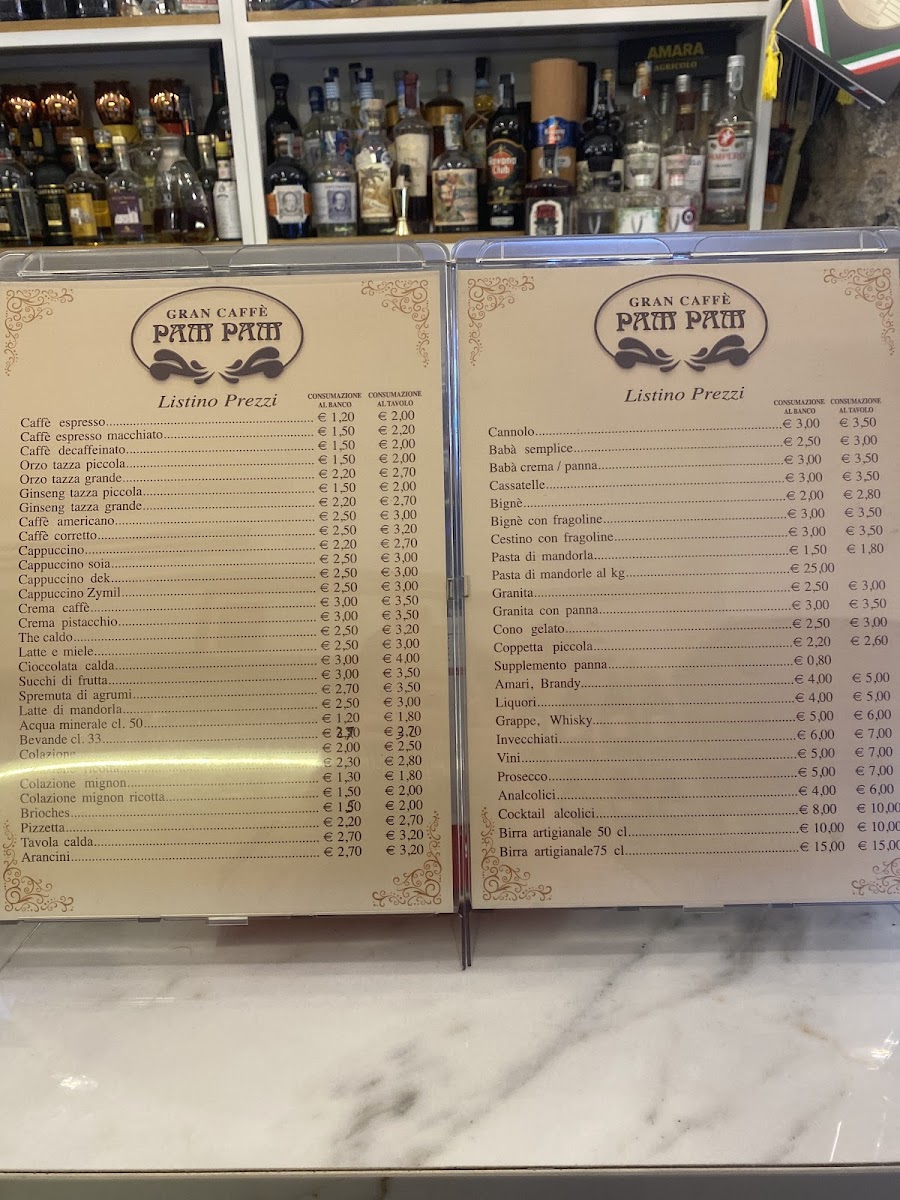 AMARA
AGRICOLO
Havana
Club
7
PAMPERO
GRAN CAFFÈ
PAM PAM
Listino Prezzi
CONSUMAZIONE AL BANCO
CONSUMAZIONE AL TAVOLO
Caffè espresso € 1,20 € 2,00
Caffè espresso macchiato € 1,50 € 2,20
Caffè decaffeinato € 1,50 € 2,00
Orzo tazza piccola € 1,50 € 2,00
Orzo tazza grande € 2,20 € 2,70
Ginseng tazza piccola € 1,50 € 2,00
Ginseng tazza grande € 2,20 € 2,70
Caffè americano € 2,50 € 3,00
Caffè corretto € 2,50 € 3,20
Cappuccino € 2,20 € 2,70
Cappuccino soia € 2,50 € 3,00
Cappuccino dek € 2,50 € 3,00
Cappuccino Zymil € 2,50 € 3,00
Crema caffè € 3,00 € 3,50
Crema pistacchio € 3,00 € 3,50
The caldo € 2,50 € 3,20
Latte e miele € 2,50 € 3,00
Cioccolata calda € 3,00 € 4,00
Succhi di frutta € 3,00 € 3,50
Spremuta di agrumi € 2,70 € 3,50
Latte di mandorla € 2,50 € 3,00
Acqua minerale cl. 50 € 1,20 € 1,80
Bevande cl. 33
Colazione € 2,00 € 2,50
ricotta € 2,30 € 2,80
Colazione mignon € 1,30 € 1,80
Colazione mignon ricotta € 1,50 € 2,00
Brioches € 1,50 € 2,00
Pizzetta € 2,20 € 2,70
Tavola calda € 2,70 € 3,20
Arancini € 2,70 € 3,20
GRAN CAFFÈ
PAM PAM
Listino Prezzi
CONSUMAZIONE AL BANCO
CONSUMAZIONE AL TAVOLO
Cannolo € 3,00 € 3,50
Babà semplice € 2,50 € 3,00
Babà crema / panna € 3,00 € 3,50
Cassatelle € 3,00 € 3,50
Bignè € 2,00 € 2,80
Bignè con fragoline € 3,00 € 3,50
Cestino con fragoline € 3,00 € 3,50
Pasta di mandorla € 1,50 € 1,80
Pasta di mandorle al kg € 25,00
Granita € 2,50 € 3,00
Granita con panna € 3,00 € 3,50
Cono gelato € 2,50 € 3,00
Coppetta piccola € 2,20 € 2,60
Supplemento panna € 0,80
Amari, Brandy € 4,00 € 5,00
Liquori € 4,00 € 5,00
Grappe, Whisky € 5,00 € 6,00
Invecchiati € 6,00 € 7,00
Vini € 5,00 € 7,00
Prosecco € 5,00 € 7,00
Analcolici € 4,00 € 6,00
Cocktail alcolici € 8,00 € 10,00
Birra artigianale 50 cl € 10,00 € 10,00
Birra artigianale75 cl € 15,00 € 15,00